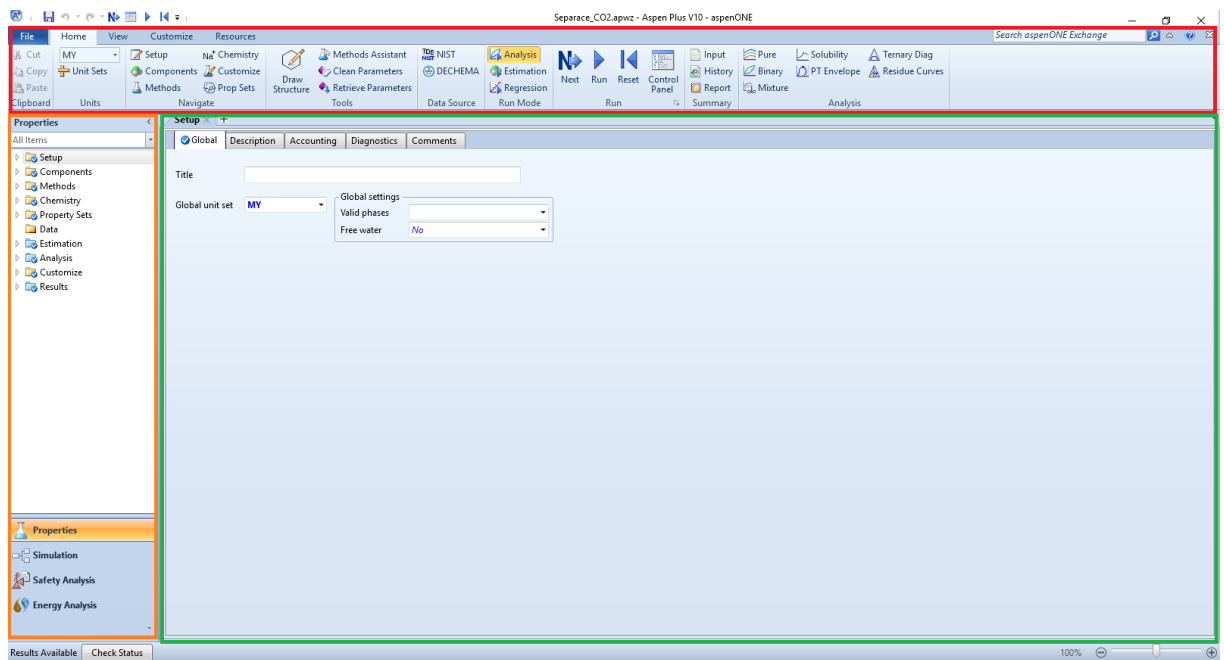 Separace_CO2.apwz - Aspen Plus V10 - aspenONE
File Home View Customize Resources Search aspenONE Exchange
Cut MY Setup Na+ Chemistry Methods Assistant TDE NIST NIST Analysis Input Pure Solubility Ternary Diag
Copy Unit Sets Components Customize Clean Parameters DECHEMA Estimation History Binary PT Envelope Residue Curves
Paste Methods Prop Sets Draw Structure Retrieve Parameters Regression Next Run Reset Control Panel Report Mixture
Clipboard Units Navigate Tools Data Source Run Mode Run Summary Analysis
Properties
All Items
Setup
Components
Methods
Chemistry
Property Sets
Data
Estimation
Analysis
Customize
Results
Properties
Simulation
Safety Analysis
Energy Analysis
Setup
Global Description Accounting Diagnostics Comments
Title
Global unit set MY Global settings
Valid phases
Free water No
Results Available Check Status 100%